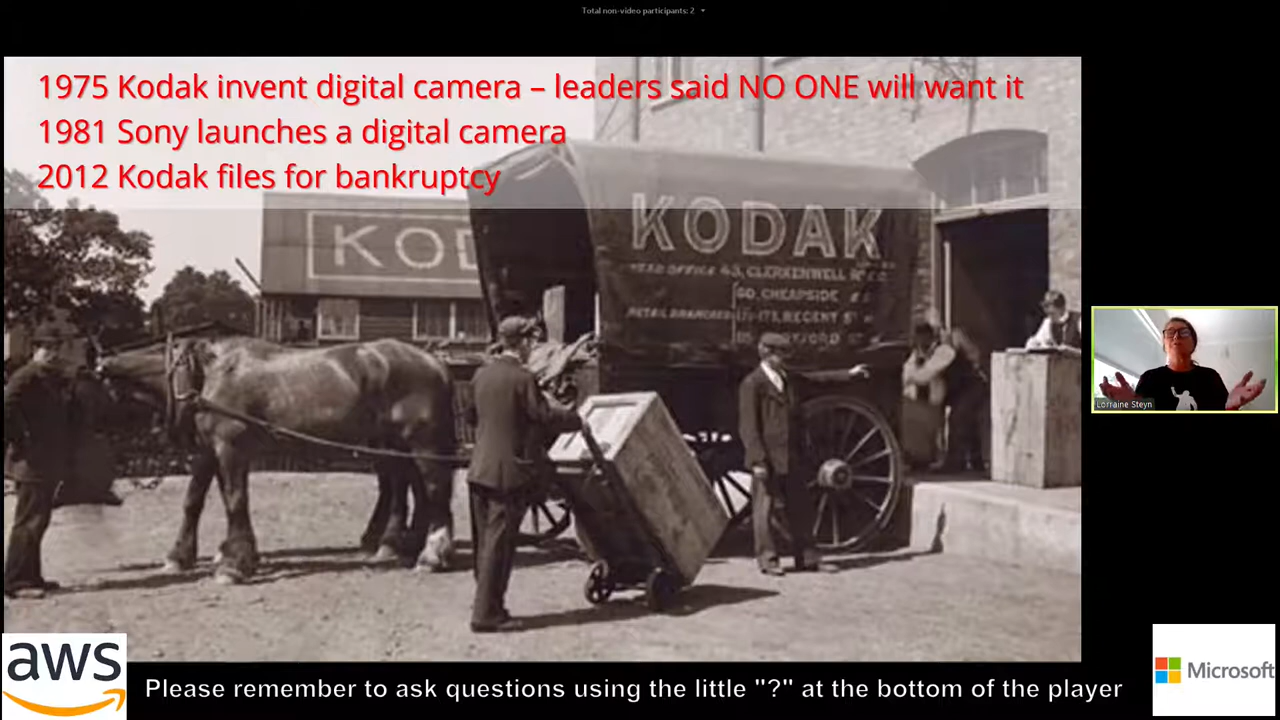 Total non-video participants: 2
1975 Kodak invent digital camera – leaders said NO ONE will want it
1981 Sony launches a digital camera
2012 Kodak files for bankruptcy
KOD
KODAK
HEAD OFFICE 43, CLERKENWELL
60, CHEAPSIDE
RETAIL BRANCHES
REGENT ST
Lorraine Steyn
aws
Microsoft
Please remember to ask questions using the little "?" at the bottom of the player